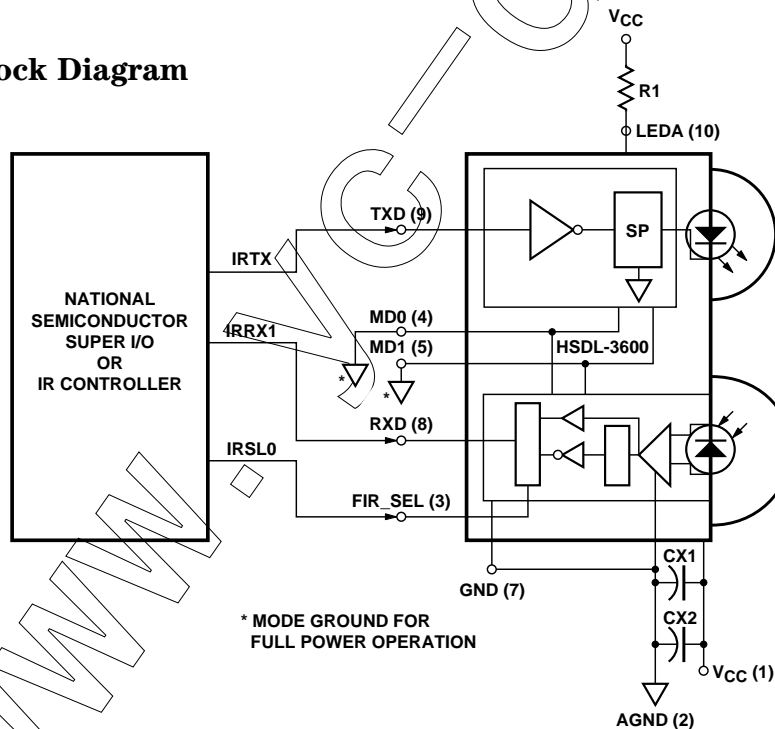 ock Diagram
VCC
R1
LEDA (10)
TXD (9)
SP
IRTX
NATIONAL
SEMICONDUCTOR
SUPER I/O
OR
IR CONTROLLER
MD0 (4)
IRRX1
MD1 (5)
HSDL-3600
*
*
RXD (8)
IRSL0
FIR_SEL (3)
CX1
GND (7)
* MODE GROUND FOR
FULL POWER OPERATION
CX2
VCC (1)
AGND (2)
www.